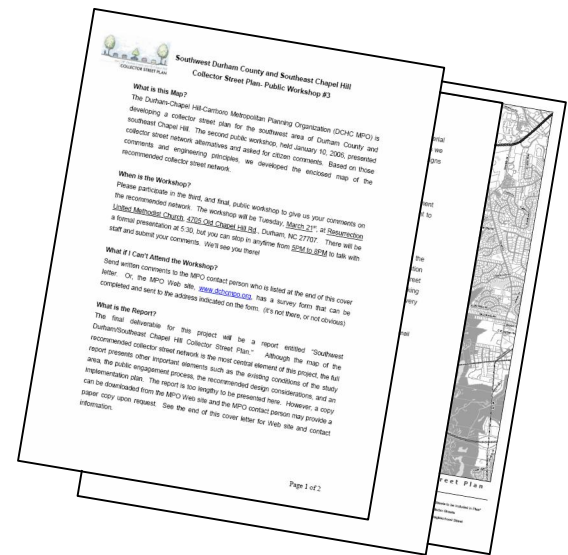 COLLECTOR STREET PLAN
Southwest Durham County and Southeast Chapel Hill
Collector Street Plan- Public Workshop #3
What is this Map?
The Durham-Chapel Hill-Carrboro Metropolitan Planning Organization (DCHC MPO) is
developing a collector street plan for the southwest area of Durham County and
southeast Chapel Hill. The second public workshop, held January 10, 2006, presented
collector street network alternatives and asked for citizen comments. Based on those
comments and engineering principles, we developed the enclosed map of the
recommended collector street network.
When is the Workshop?
Please participate in the third, and final, public workshop to give us your comments on
the recommended network. The workshop will be Tuesday, March 21st, at Resurrection
United Methodist Church, 4705 Old Chapel Hill Rd., Durham, NC 27707. There will be
a formal presentation at 5:30, but you can stop in anytime from 5PM to 8PM to talk with
staff and submit your comments. We'll see you there!
What if I Can't Attend the Workshop?
Send written comments to the MPO contact person who is listed at the end of this cover
letter. Or, the MPO Web site, www.dchcmpo.org, has a survey form that can be
completed and sent to the address indicated on the form. (it's not there, or not obvious)
What is the Report?
The final deliverable for this project will be a report entitled "Southwest
Durham/Southeast Chapel Hill Collector Street Plan." Although the map of the
recommended collector street network is the most central element of this project, the full
report presents other important elements such as the existing conditions of the study
area, the public engagement process, the recommended design considerations, and an
implementation plan. The report is too lengthy to be presented here. However, a copy
can be downloaded from the MPO Web site and the MPO contact person may provide a
paper copy upon request. See the end of this cover letter for Web site and contact
information.
Page 1 of 2
we
the
reet Plan